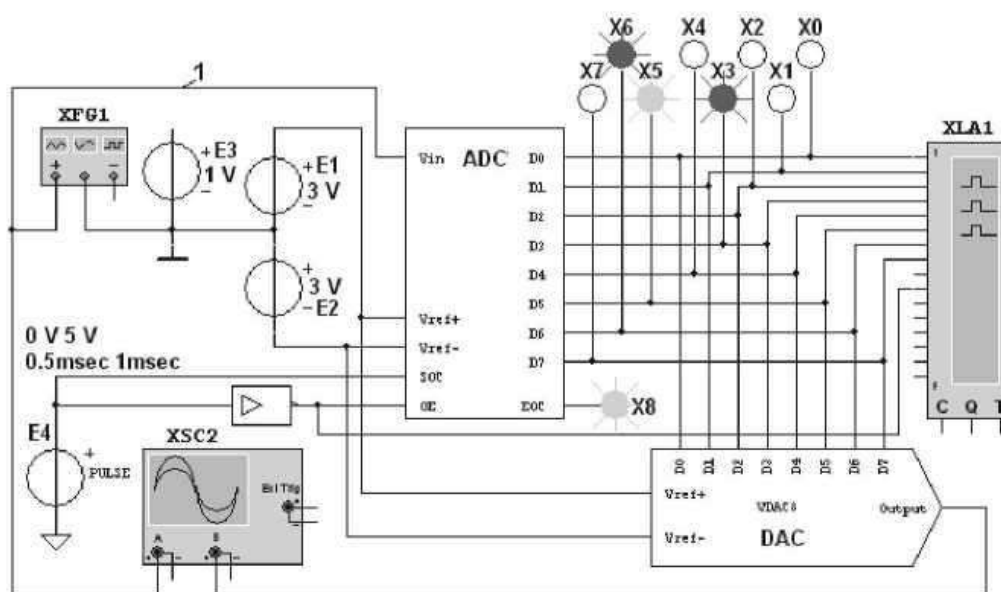 X6 X4 X2 X0
X7 X5 X3 X1
1
XFG1
XLA1
+ −
+E3
1 V
−
+E1
3 V
−
+
3 V
−E2
Vin ADC D0
D1
D2
D3
D4
D5
D6
D7
Vref+
Vref-
SOC
OE EOC
X8
1
C Q T
0 V 5 V
0.5msec 1msec
E4
+
PULSE
XSC2
Ext Trig
+
−
A B
+ − + −
D0 D1 D2 D3 D4 D5 D6 D7
Vref+
Vref-
VDAC8
DAC
Output